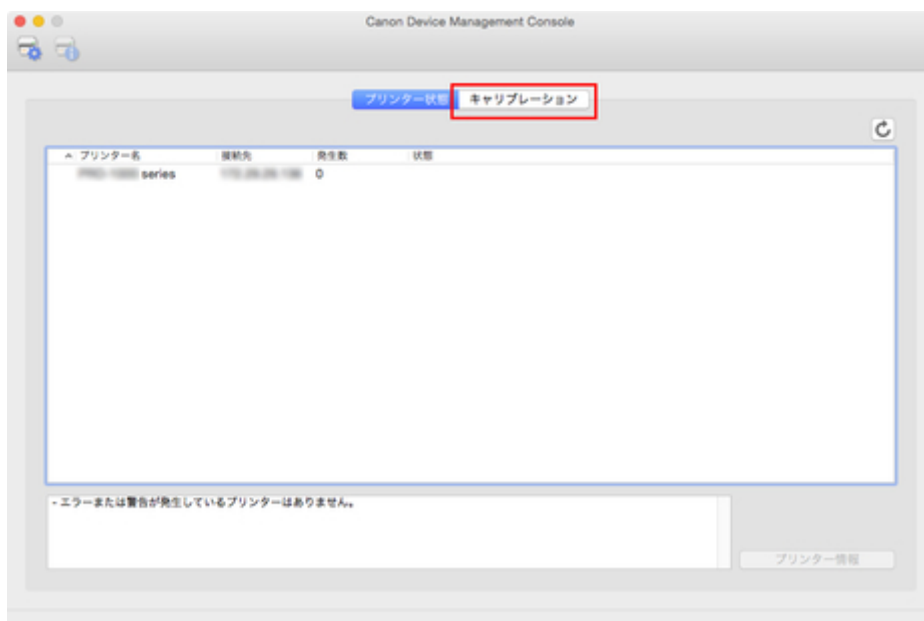 Canon Device Management Console
プリンター状態 キャリブレーション
プリンター名 接続先 発生数 状態
series 0
- エラーまたは警告が発生しているプリンターはありません。
プリンター情報